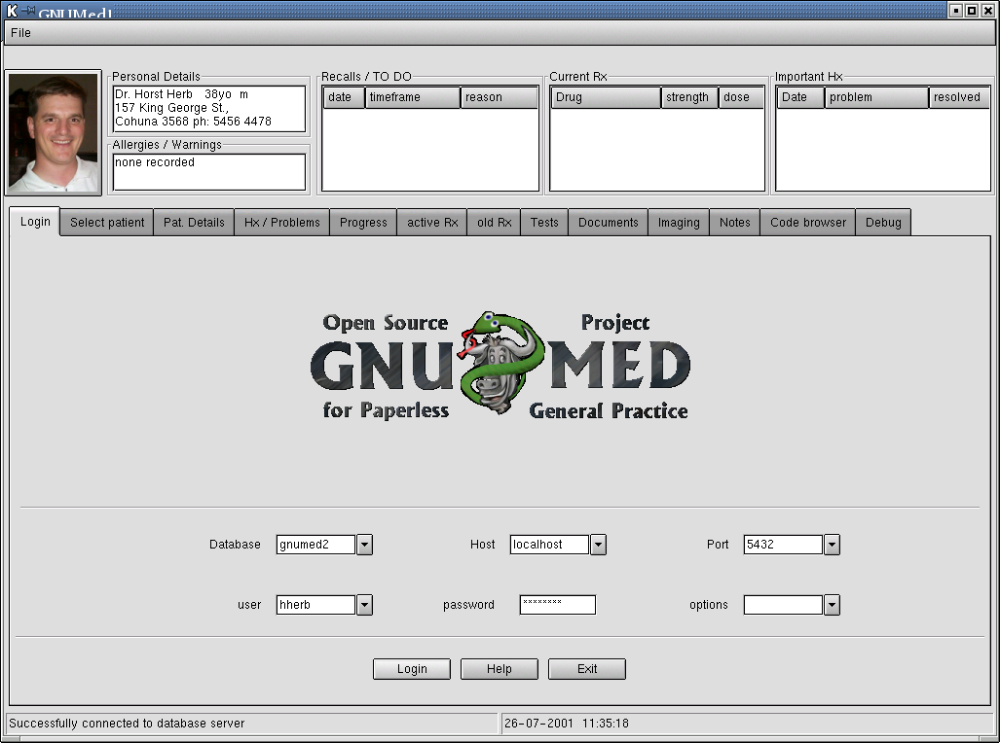 GNUMed!
File
Personal Details
Dr. Horst Herb 38yo m
157 King George St.,
Cohuna 3568 ph: 5456 4478
Allergies / Warnings
none recorded
Recalls / TO DO
date timeframe reason
Current Rx
Drug strength dose
Important Hx
Date problem resolved
Login Select patient Pat. Details Hx / Problems Progress active Rx old Rx Tests Documents Imaging Notes Code browser Debug
Open Source Project
GNU MED
for Paperless General Practice
Database gnumed2 Host localhost Port 5432
user hherb password ******** options
Login Help Exit
Successfully connected to database server 26-07-2001 11:35:18